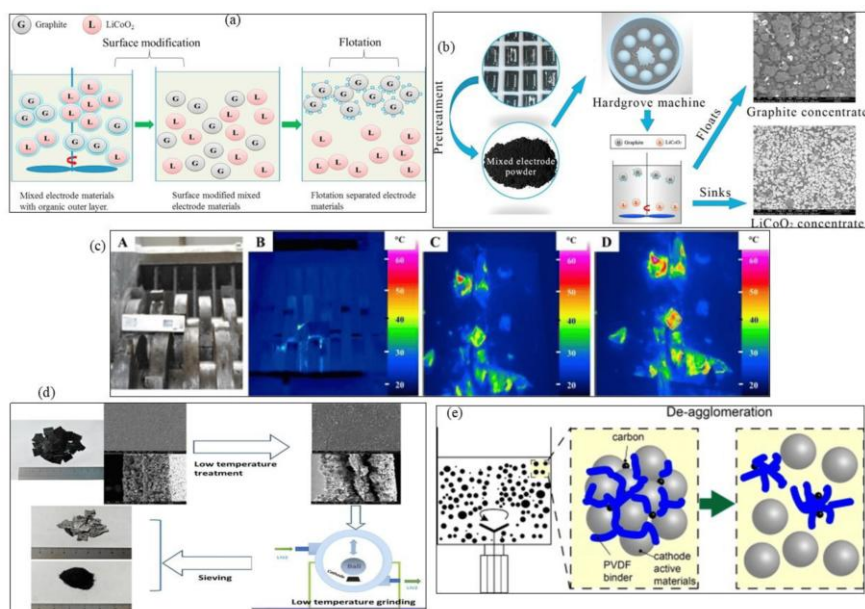 (a)
G Graphite L LiCoO₂
Surface modification
Flotation
G G G G G G
L L L L L L
Mixed electrode materials
with organic outer layer.
Surface modified mixed
electrode materials
Flotation separated electrode
materials
(b)
Pretreatment
Mixed electrode
powder
Hardgrove machine
G Graphite L LiCoO₂
Floats
Sinks
Graphite concentrate
LiCoO₂ concentrate
(c)
A
B
°C
60
50
40
30
20
C
°C
60
50
40
30
20
D
°C
60
50
40
30
20
(d)
Low temperature
treatment
Sieving
Ball
Cathode
Low temperature grinding
(e)
De-agglomeration
carbon
PVDF
binder
cathode
active
materials